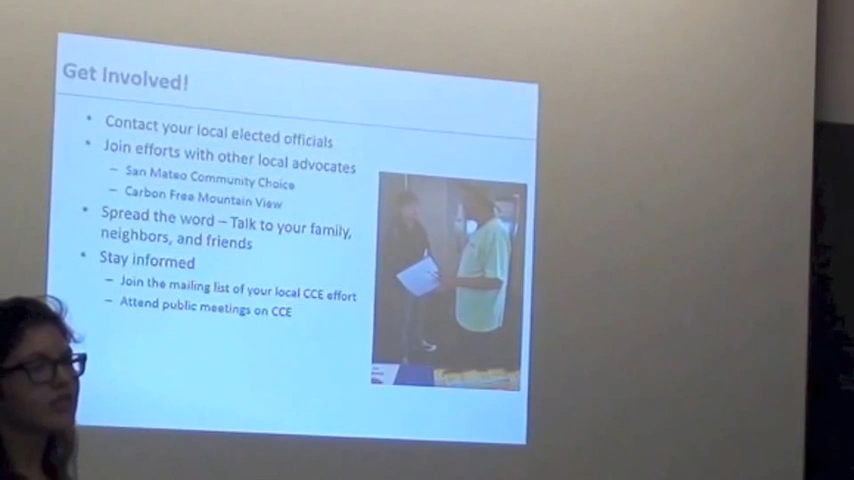 Get Involved!
• Contact your local elected officials
• Join efforts with other local advocates
– San Mateo Community Choice
– Carbon Free Mountain View
• Spread the word – Talk to your family,
neighbors, and friends
• Stay informed
– Join the mailing list of your local CCE effort
– Attend public meetings on CCE